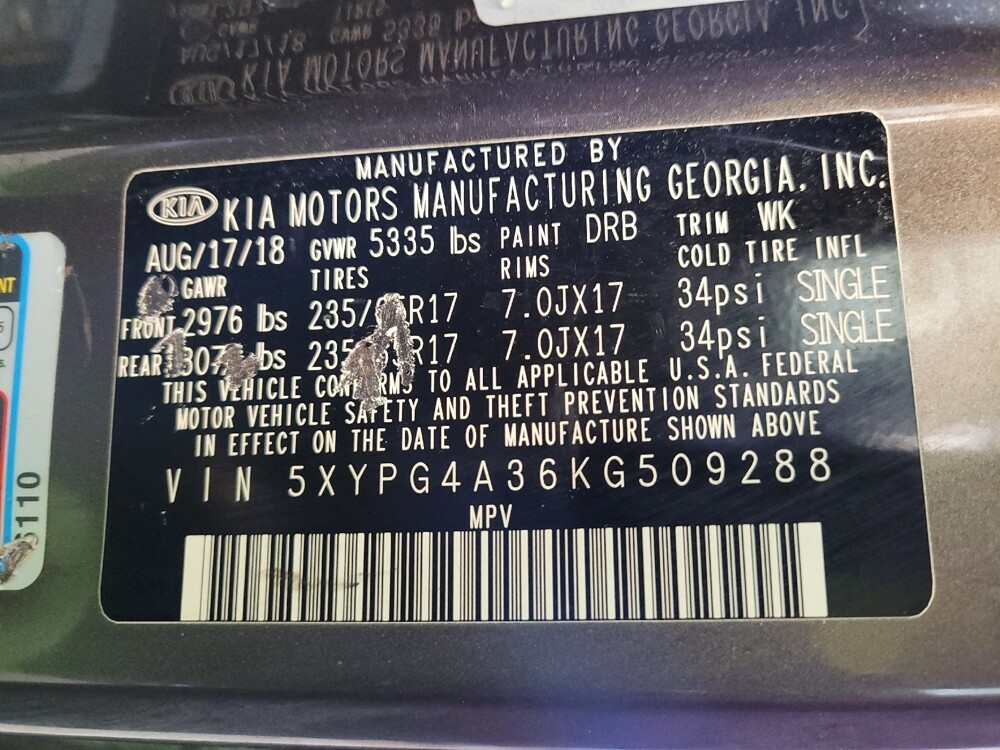 MANUFACTURED BY
KIA KIA MOTORS MANUFACTURING GEORGIA, INC.
AUG/17/18 GVWR 5335 lbs PAINT DRB TRIM WK
GAWR TIRES RIMS COLD TIRE INFL
FRONT 2976 lbs 7.0JX17 34psi SINGLE
REAR lbs 7.0JX17 34psi SINGLE
THIS VEHICLE CONFORMS TO ALL APPLICABLE U.S.A. FEDERAL
MOTOR VEHICLE SAFETY AND THEFT PREVENTION STANDARDS
IN EFFECT ON THE DATE OF MANUFACTURE SHOWN ABOVE
VIN 5XYPG4A36KG509288
MPV